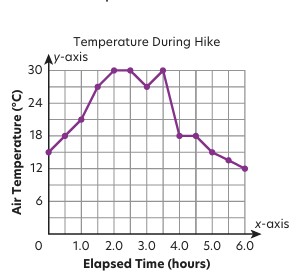 Temperature During Hike
y-axis
Air Temperature (°C)
30
24
18
12
6
0
1.0 2.0 3.0 4.0 5.0 6.0
x-axis
Elapsed Time (hours)